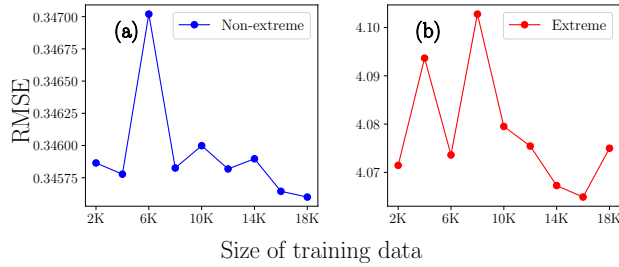 (a)
Non-extreme
RMSE
0.34700
0.34675
0.34650
0.34625
0.34600
0.34575
2K
6K
10K
14K
18K
(b)
Extreme
4.10
4.09
4.08
4.07
2K
6K
10K
14K
18K
Size of training data